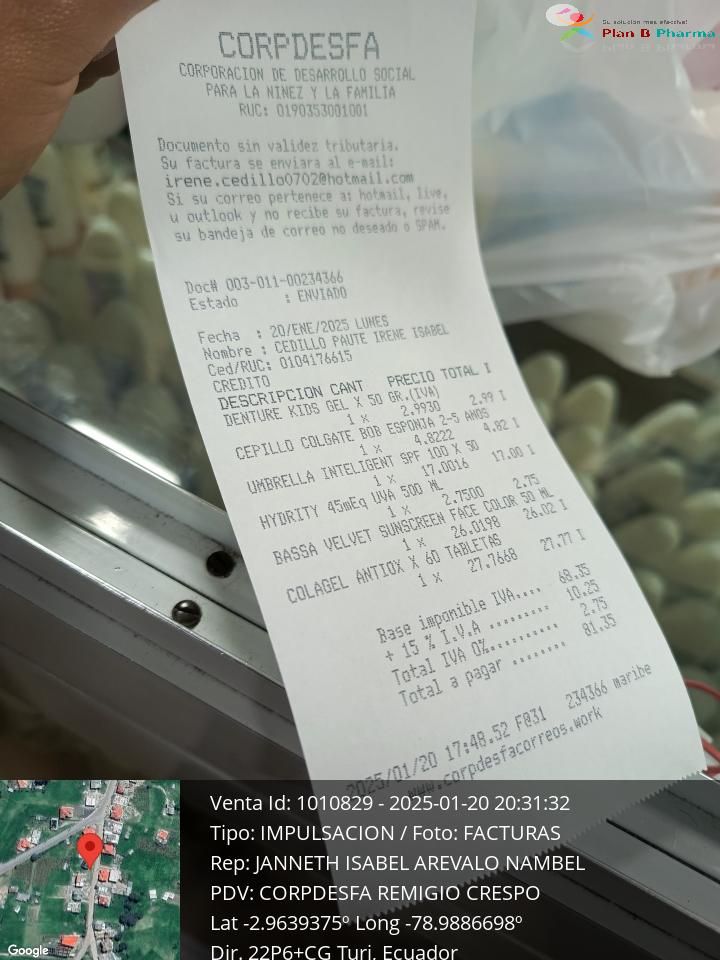 Su solucion mas efectiva!
Plan B Pharma
CORPDESFA
CORPORACION DE DESARROLLO SOCIAL
PARA LA NINEZ Y LA FAMILIA
RUC: 0190353001001
Documento sin validez tributaria.
Su factura se enviara al e-mail:
irene.cedillo0702@hotmail.com
Si su correo pertenece a: hotmail, live,
u outlook y no recibe su factura, revise
su bandeja de correo no deseado o SPAM.
Doc# 003-011-00234366
Estado : ENVIADO
Fecha : 20/ENE/2025 LUNES
Nombre : CEDILLO PAUTE IRENE ISABEL
Ced/RUC: 0104176615
CREDITO
DESCRIPCION CANT PRECIO TOTAL I
DENTURE KIDS GEL X 50 GR.(IVA)
1 x 2.9930 2.99 I
CEPILLO COLGATE BOB ESPONJA 2-5 ANOS
1 x 4.8222 4.82 I
UMBRELLA INTELIGENT SPF 100 X 50
1 x 17.0016 17.00 I
HYDRITY 45mEq UVA 500 ML
1 x 2.7500 2.75
BASSA VELVET SUNSCREEN FACE COLOR 50 ML
1 x 26.0198 26.02 I
COLAGEL ANTIOX X 60 TABLETAS
1 x 27.7668 27.77 I
Base imponible IVA.... 68.35
+ 15 % I.V.A ......... 10.25
Total IVA 0%.......... 2.75
Total a pagar ........ 81.35
2025/01/20 17:48.52 F@31 234366 maribe
www.corpdesfacorreos.work
Venta Id: 1010829 - 2025-01-20 20:31:32
Tipo: IMPULSACION / Foto: FACTURAS
Rep: JANNETH ISABEL AREVALO NAMBEL
PDV: CORPDESFA REMIGIO CRESPO
Lat -2.9639375º Long -78.9886698º
Dir. 22P6+CG Turi, Ecuador
Google